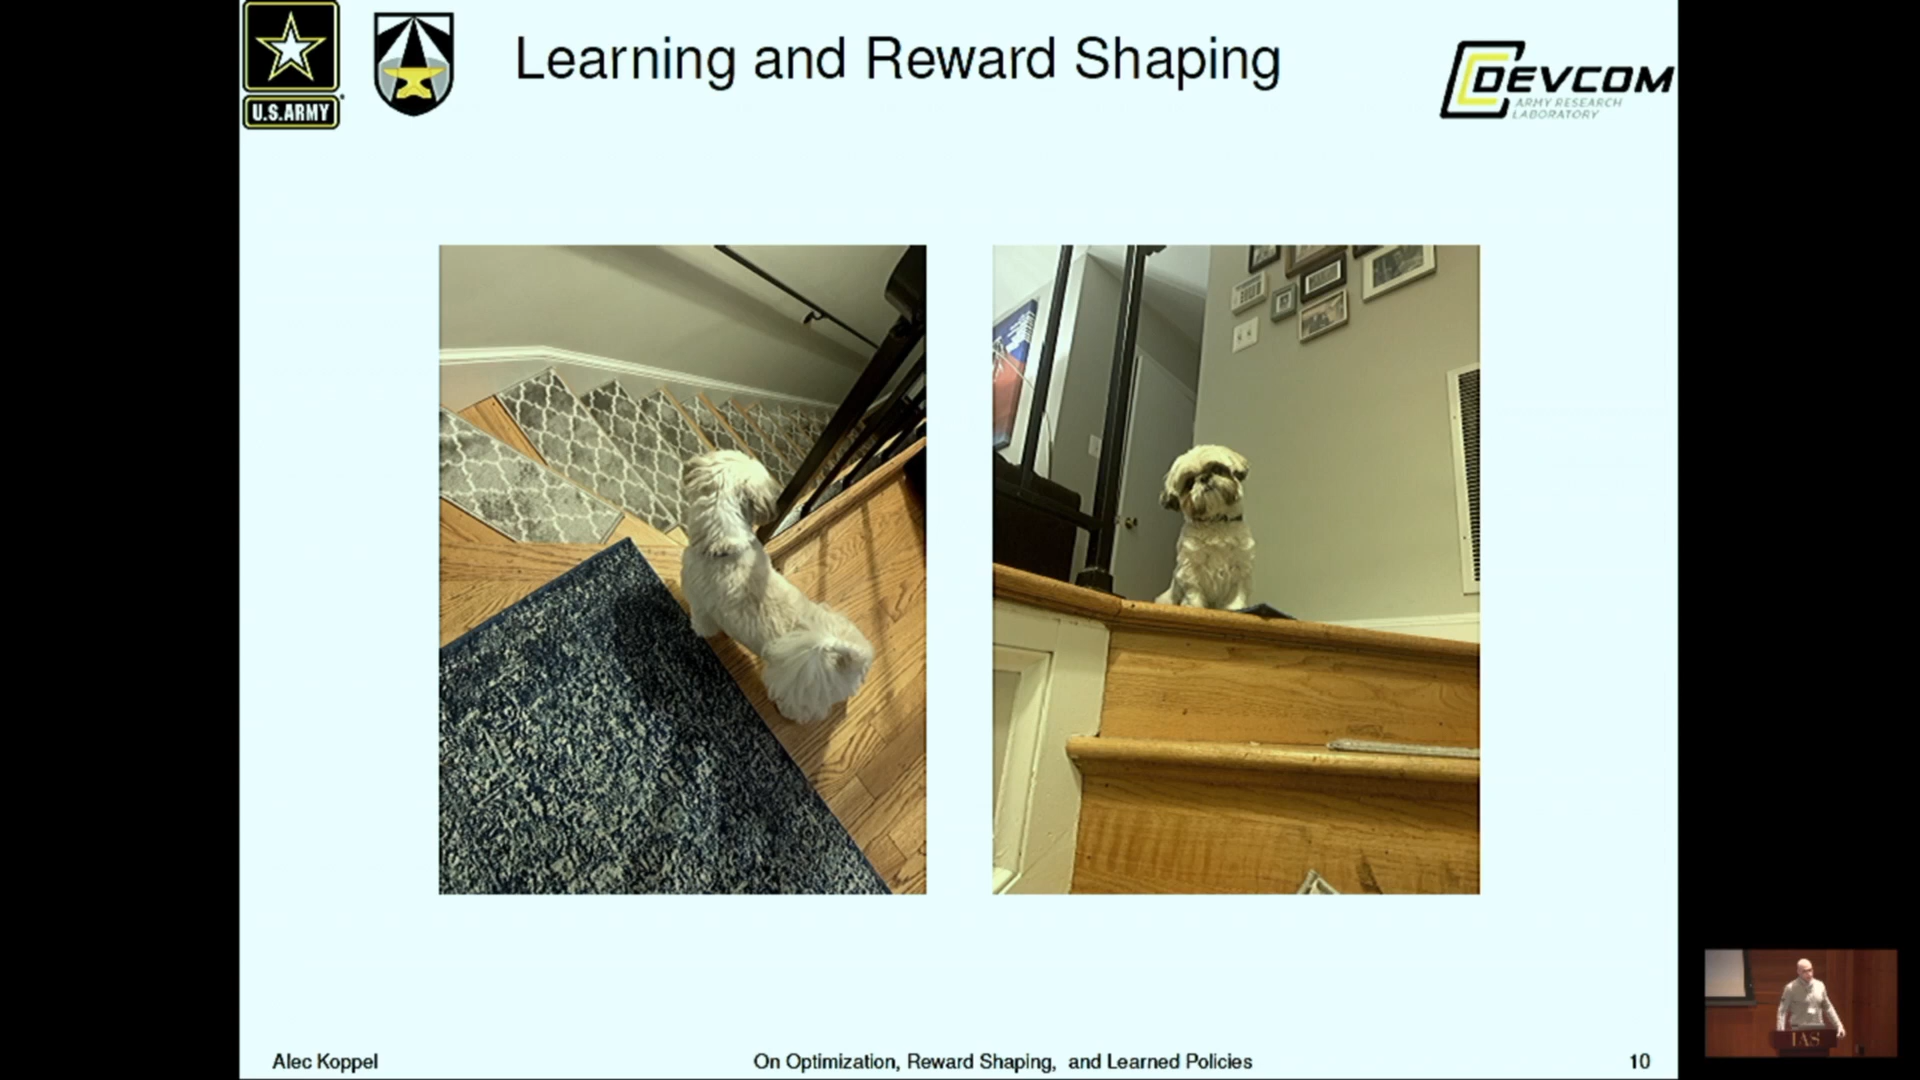 U.S.ARMY
Learning and Reward Shaping
DEVCOM
ARMY RESEARCH
LABORATORY
IAS
Alec Koppel
On Optimization, Reward Shaping, and Learned Policies
10